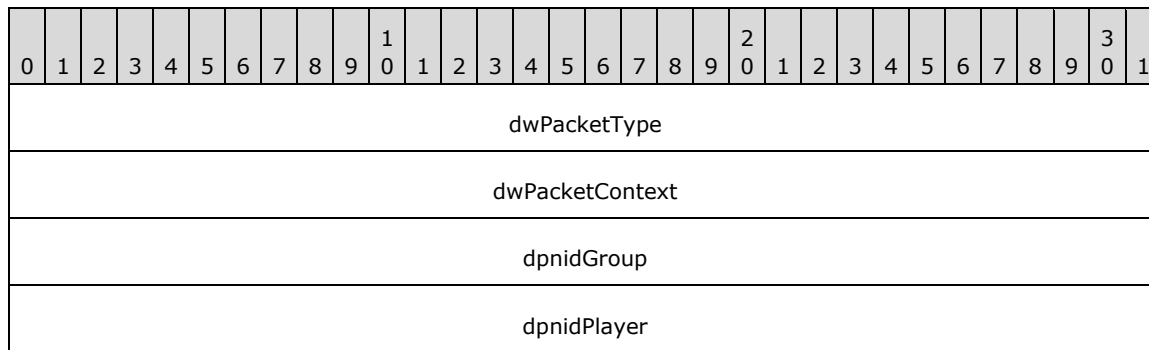 1 2 3
0 1 2 3 4 5 6 7 8 9 0 1 2 3 4 5 6 7 8 9 0 1 2 3 4 5 6 7 8 9 0 1
dwPacketType
dwPacketContext
dpnidGroup
dpnidPlayer